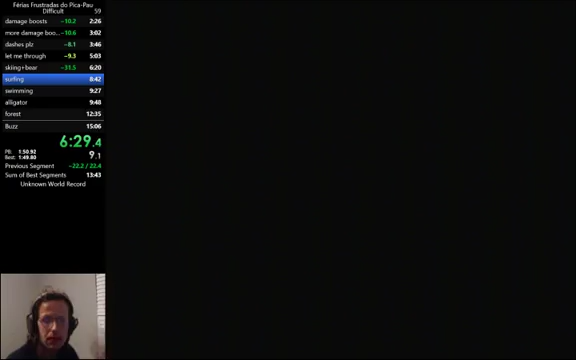 Férias Frustradas do Pica-Pau
Difficult 59
damage boosts -10.2 2:26
more damage boo... -10.6 3:02
dashes plz -8.1 3:46
let me through -9.3 5:03
skiing+bear -31.5 6:20
surfing 8:42
swimming 9:27
alligator 9:48
forest 12:35
Buzz 15:06
6:29.4
PB: 1:50.92
Best: 1:49.80
9.1
Previous Segment -22.2 / 22.4
Sum of Best Segments 13:43
Unknown World Record